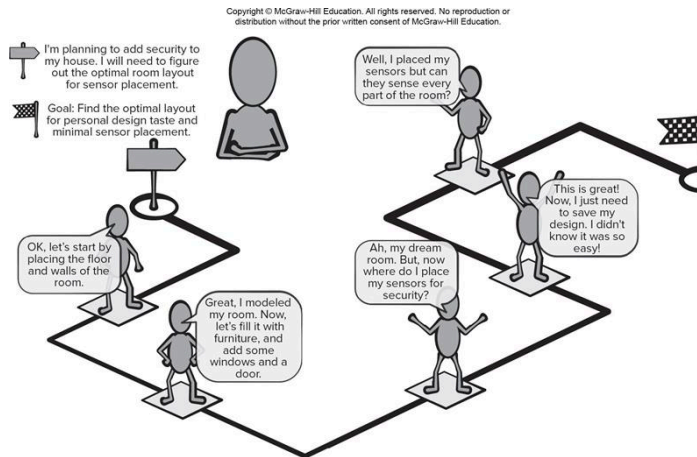 Copyright © McGraw-Hill Education. All rights reserved. No reproduction or
distribution without the prior written consent of McGraw-Hill Education.
I'm planning to add security to
my house. I will need to figure
out the optimal room layout
for sensor placement.
Goal: Find the optimal layout
for personal design taste and
minimal sensor placement.
OK, let's start by
placing the floor
and walls of the
room.
Great, I modeled
my room. Now,
let's fill it with
furniture, and
add some
windows and a
door.
Ah, my dream
room. But, now
where do I place
my sensors for
security?
Well, I placed my
sensors but can
they sense every
part of the room?
This is great!
Now, I just need
to save my
design. I didn't
know it was so
easy!